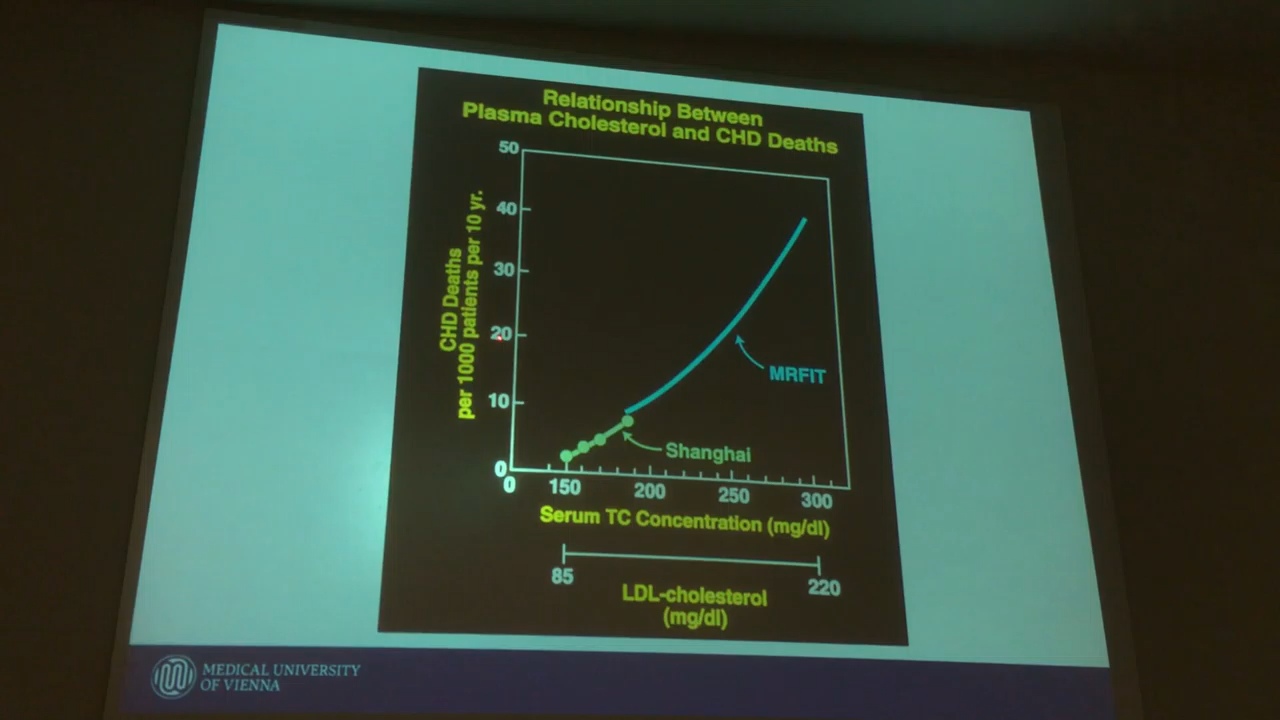 Relationship Between
Plasma Cholesterol and CHD Deaths
50
40
30
20
10
0
CHD Deaths
per 1000 patients per 10 yr.
MRFIT
Shanghai
0 150 200 250 300
Serum TC Concentration (mg/dl)
85 220
LDL-cholesterol
(mg/dl)
MEDICAL UNIVERSITY
OF VIENNA